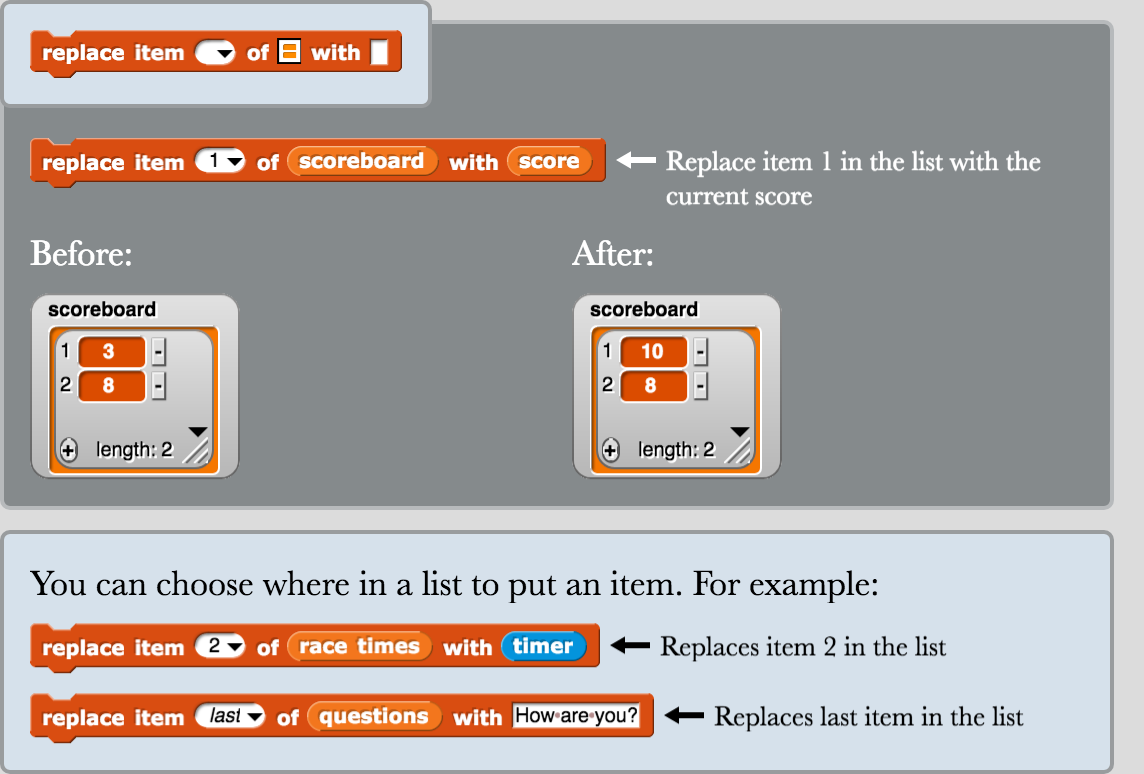 replace item of with
replace item 1 of scoreboard with score
Replace item 1 in the list with the
current score
Before:
After:
scoreboard
1 3 -
2 8 -
+ length: 2
scoreboard
1 10 -
2 8 -
+ length: 2
You can choose where in a list to put an item. For example:
replace item 2 of race times with timer
Replaces item 2 in the list
replace item last of questions with How are you?
Replaces last item in the list